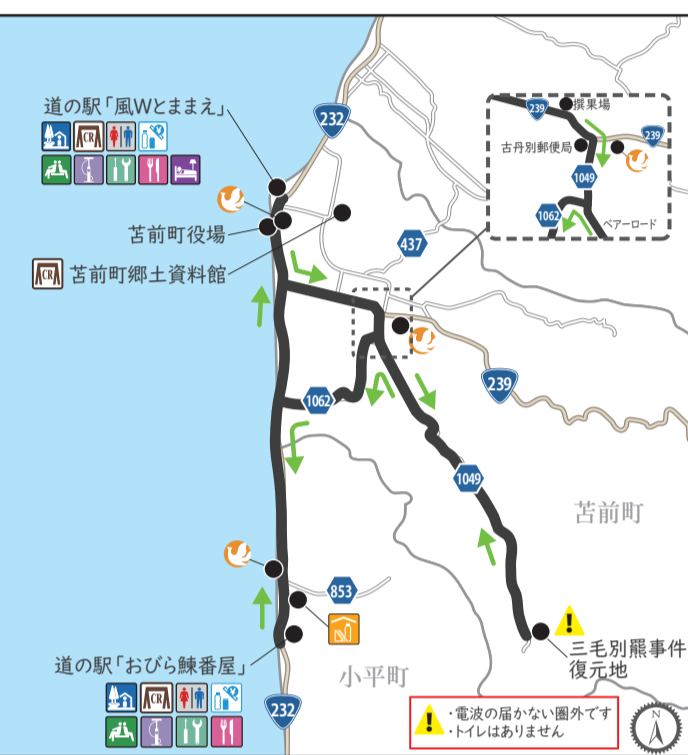 道の駅「風Wとままえ」
CR
232
239
撰果場
239
古丹別郵便局
1049
1062
ベアーロード
苫前町役場
CR
苫前町郷土資料館
437
239
1062
1049
苫前町
853
三毛別羆事件
復元地
道の駅「おびら鰊番屋」
CR
小平町
232
・電波の届かない圏外です
・トイレはありません
N